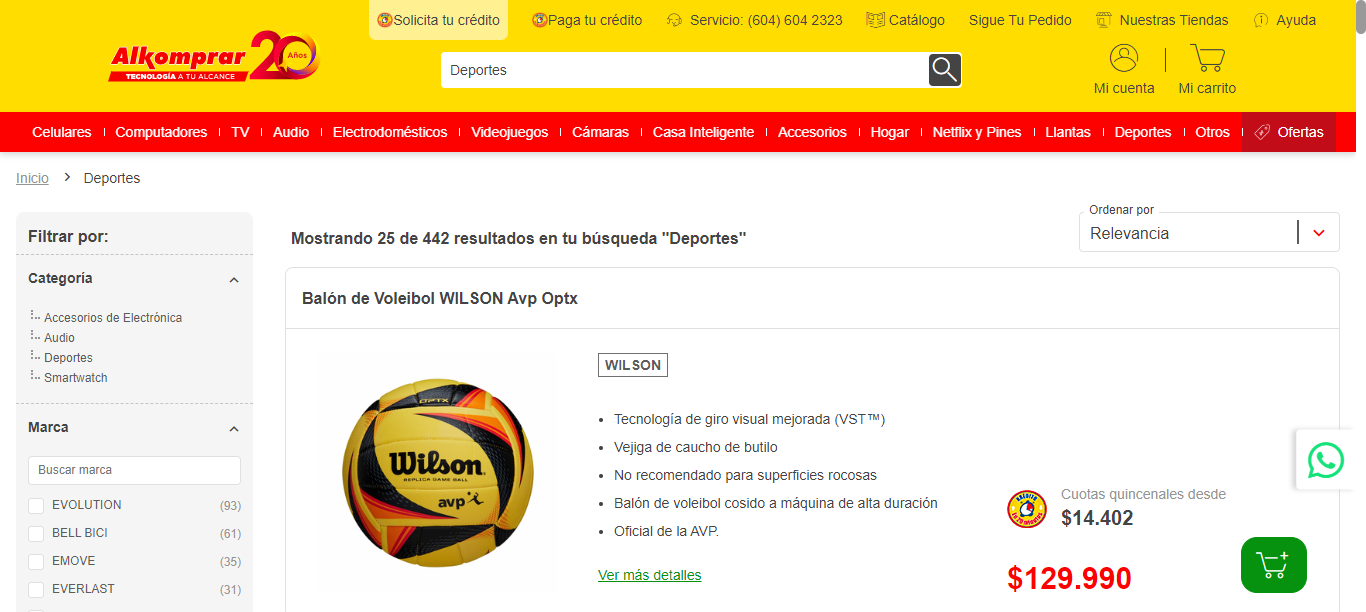 Solicita tu crédito
Paga tu crédito
Servicio: (604) 604 2323
Catálogo
Sigue Tu Pedido
Nuestras Tiendas
Ayuda
Alkomprar 20 Años
TECNOLOGÍA A TU ALCANCE
Deportes
Mi cuenta
Mi carrito
Celulares
Computadores
TV
Audio
Electrodomésticos
Videojuegos
Cámaras
Casa Inteligente
Accesorios
Hogar
Netflix y Pines
Llantas
Deportes
Otros
Ofertas
Inicio > Deportes
Filtrar por:
Categoría
Accesorios de Electrónica
Audio
Deportes
Smartwatch
Marca
Buscar marca
EVOLUTION (93)
BELL BICI (61)
EMOVE (35)
EVERLAST (31)
Mostrando 25 de 442 resultados en tu búsqueda "Deportes"
Ordenar por
Relevancia
Balón de Voleibol WILSON Avp Optx
OPTX
Wilson.
REPLICA GAME BALL
avp
WILSON
Tecnología de giro visual mejorada (VST™)
Vejiga de caucho de butilo
No recomendado para superficies rocosas
Balón de voleibol cosido a máquina de alta duración
Oficial de la AVP.
Ver más detalles
Cuotas quincenales desde
$14.402
$129.990